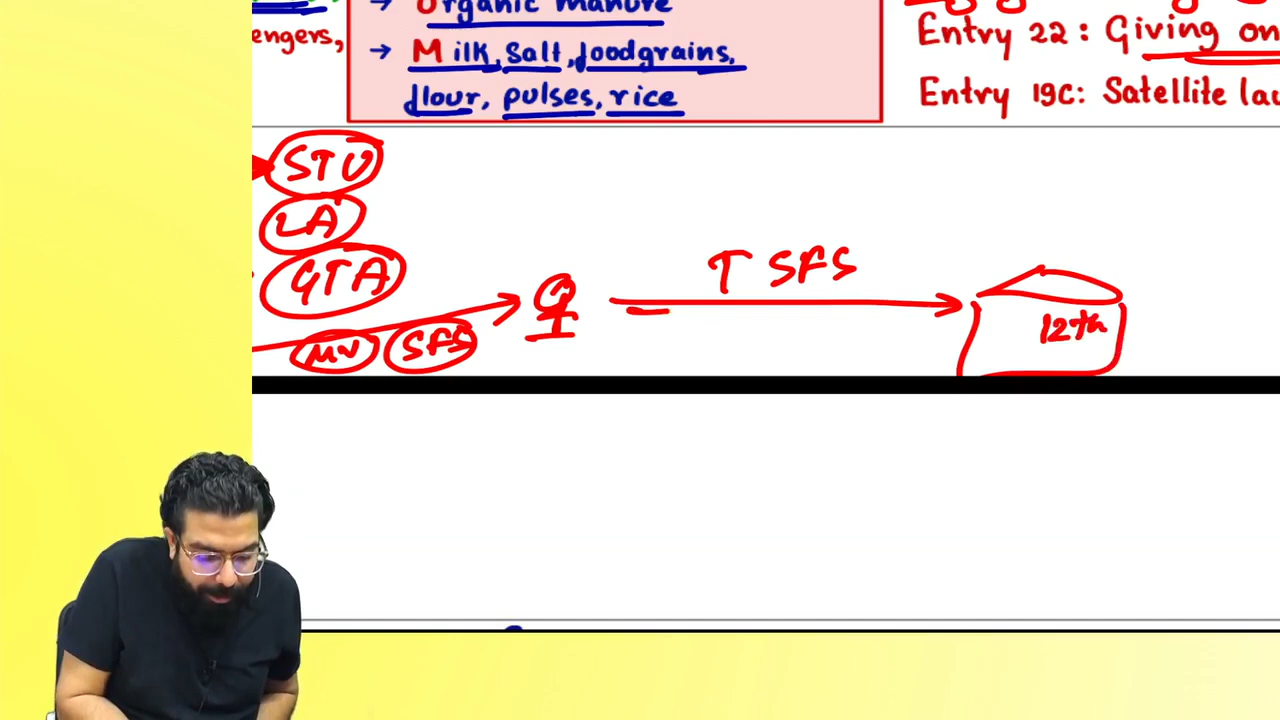 → Organic manure
engers,
→ Milk, Salt, foodgrains,
flour, pulses, rice
Entry 22: Giving on
Entry 19C: Satellite lau
STU
LA
GTA
T SFS
MV SFS
12th